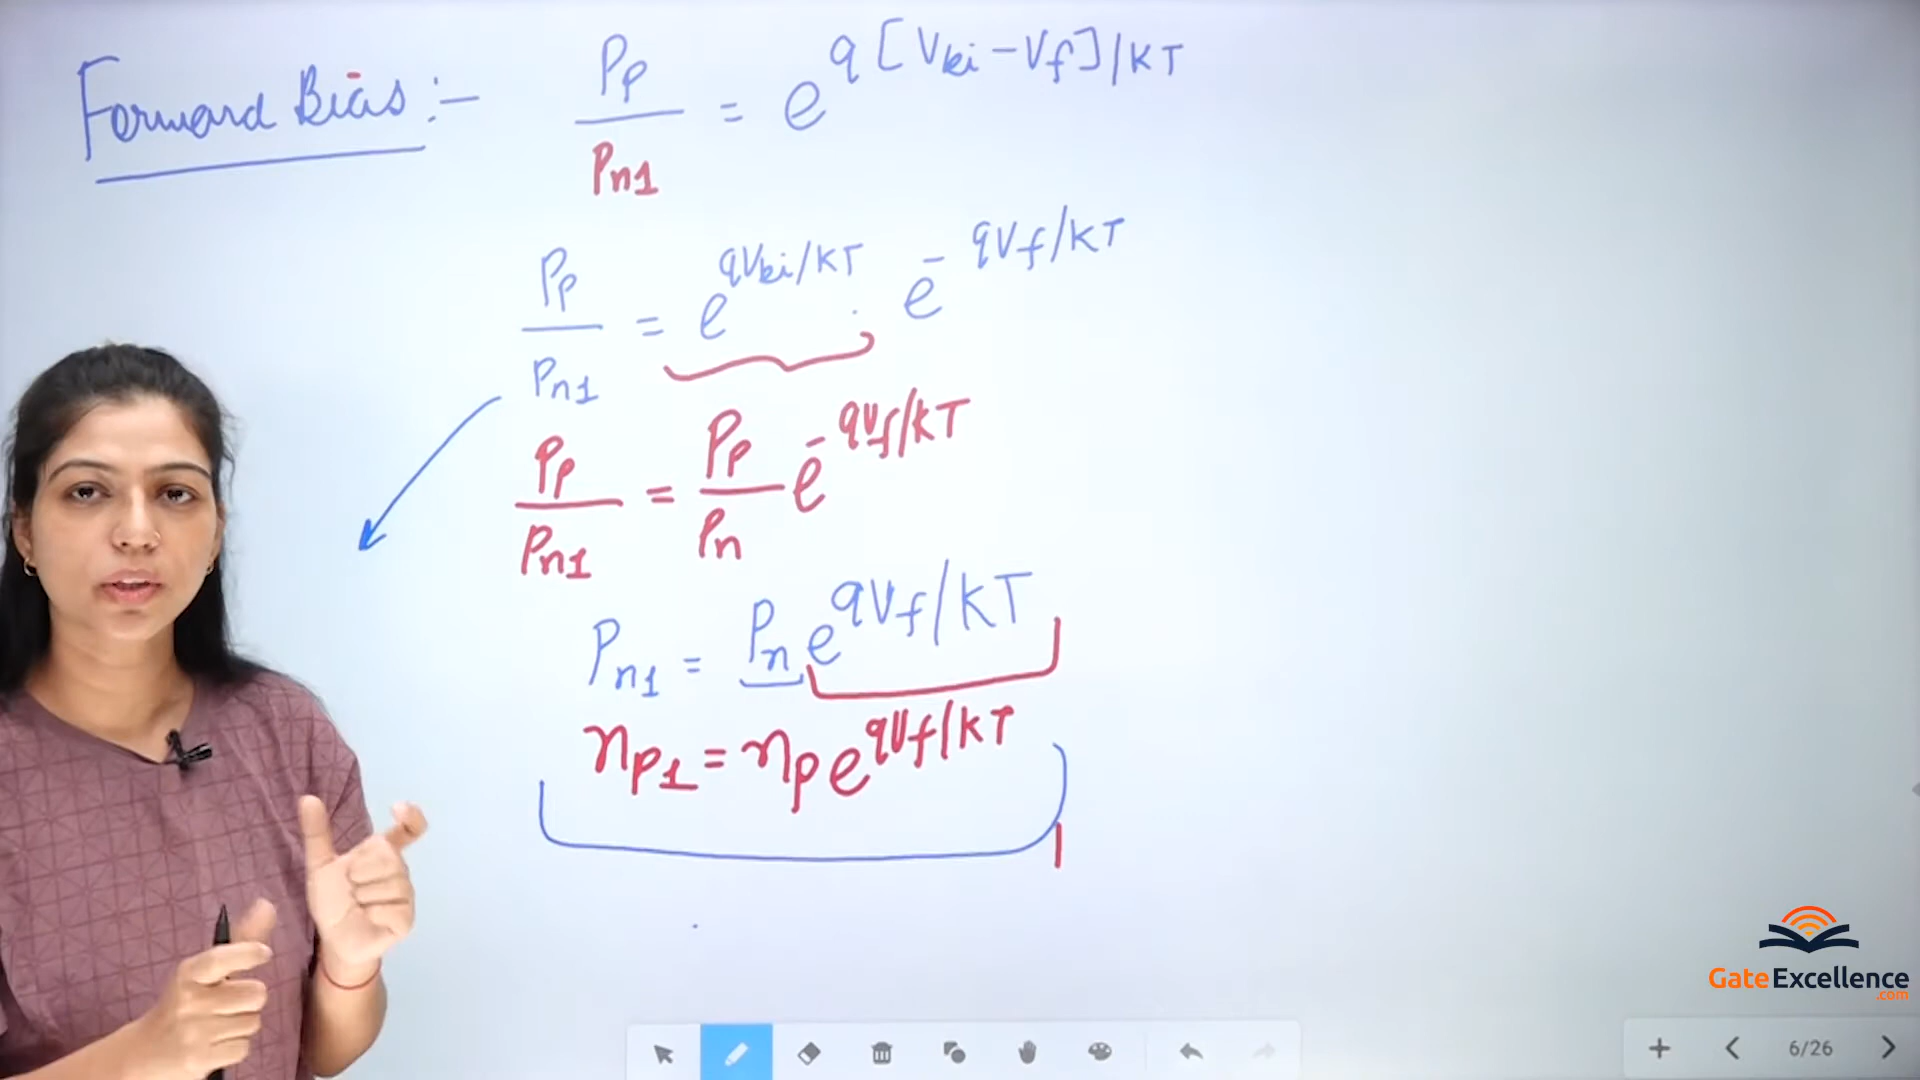 Forward Bias :- Pp / Pn1 = e^q[Vbi - Vf]/KT
Pp / Pn1 = e^qVbi/KT . e^-qVf/KT
Pp / Pn1 = Pp / Pn e^-qVf/KT
Pn1 = Pn e^qVf/KT
np1 = np e^qVf/KT
GateExcellence
.com
6/26